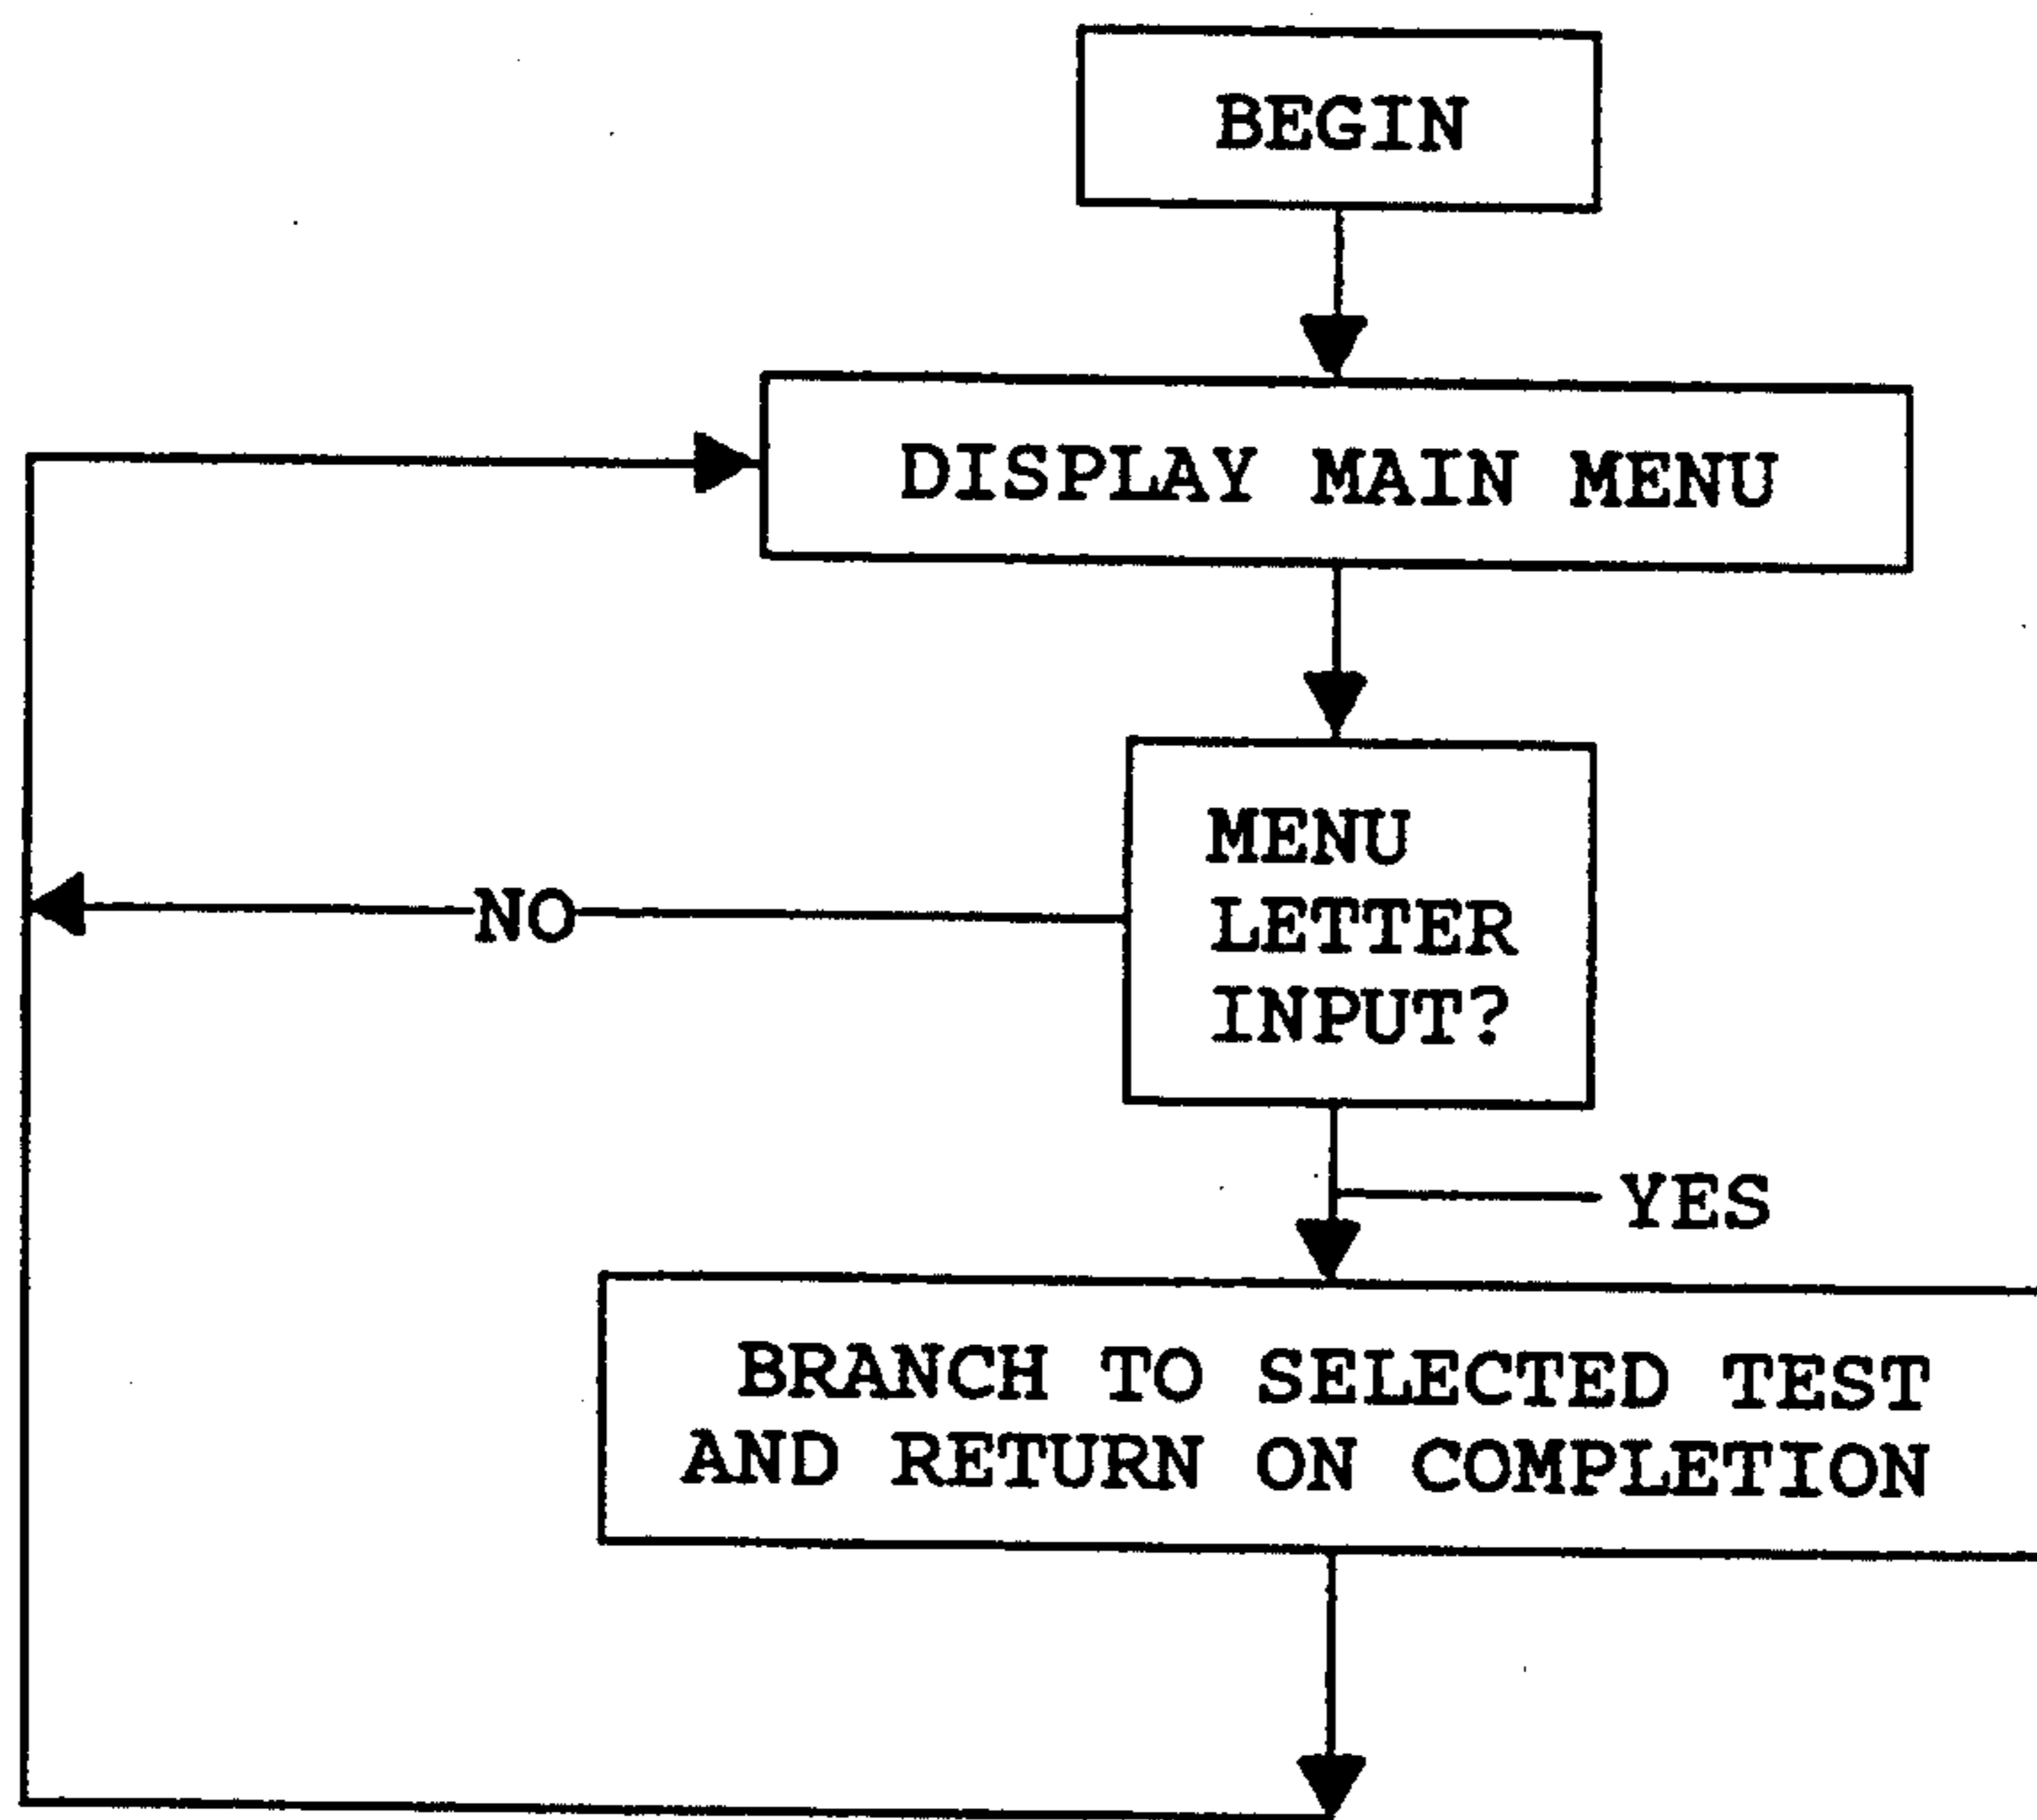 BEGIN
DISPLAY MAIN MENU
MENU
LETTER
INPUT?
NO
YES
BRANCH TO SELECTED TEST
AND RETURN ON COMPLETION